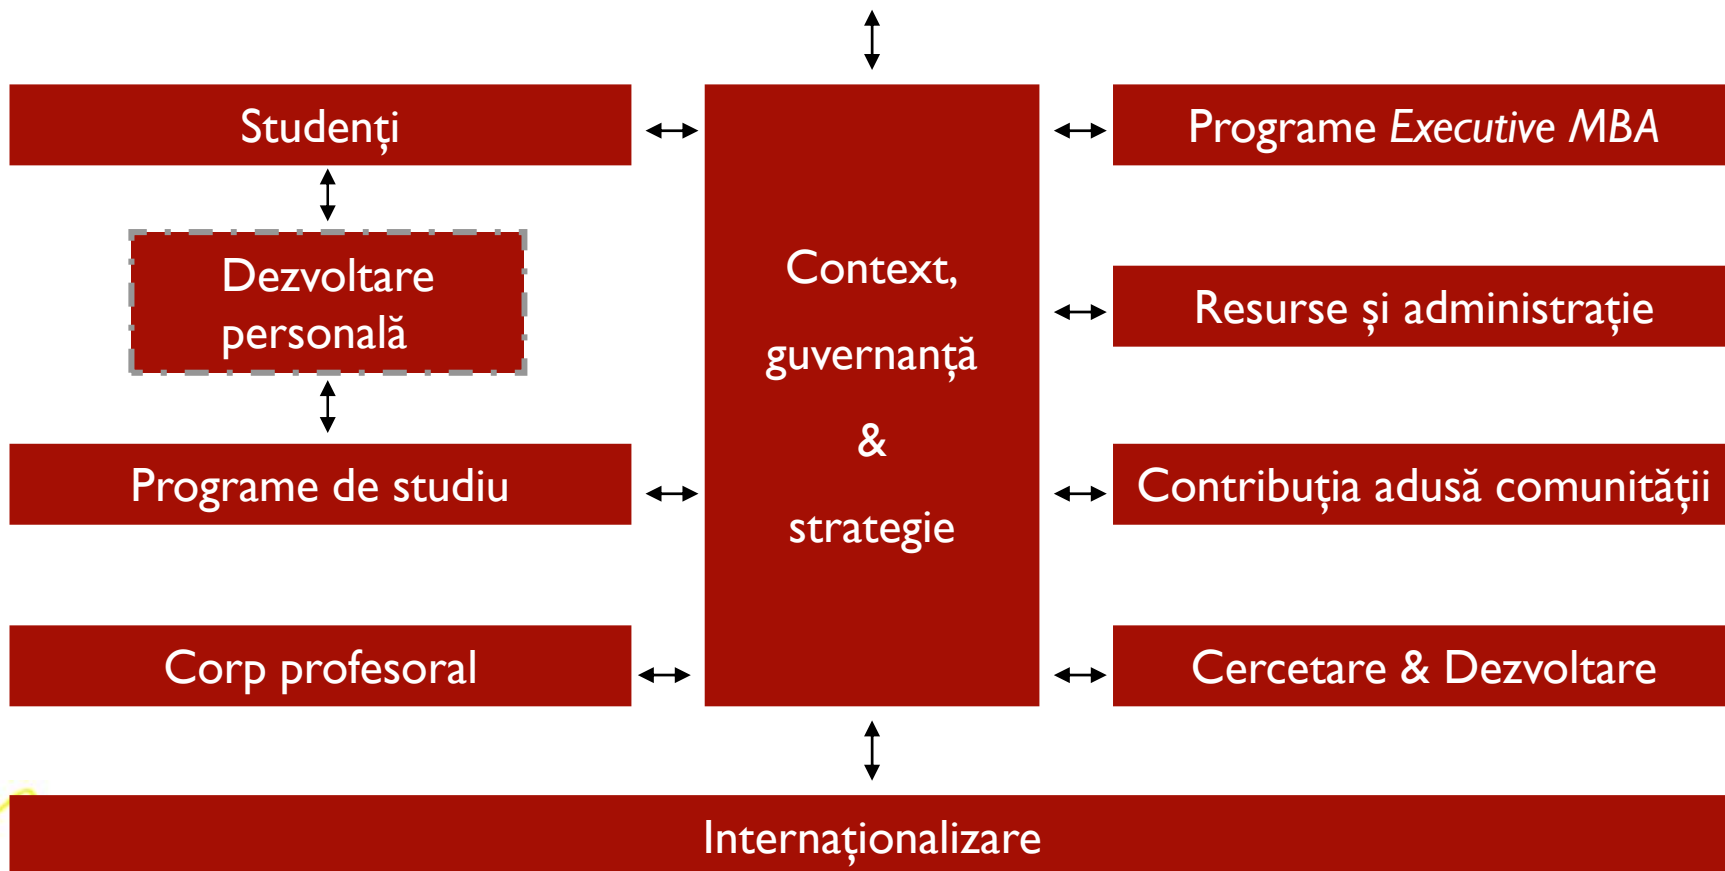 Studenți
Dezvoltare
personală
Programe de studiu
Corp profesoral
Context,
guvernanță
&
strategie
Programe Executive MBA
Resurse și administrație
Contribuția adusă comunității
Cercetare & Dezvoltare
Internaționalizare